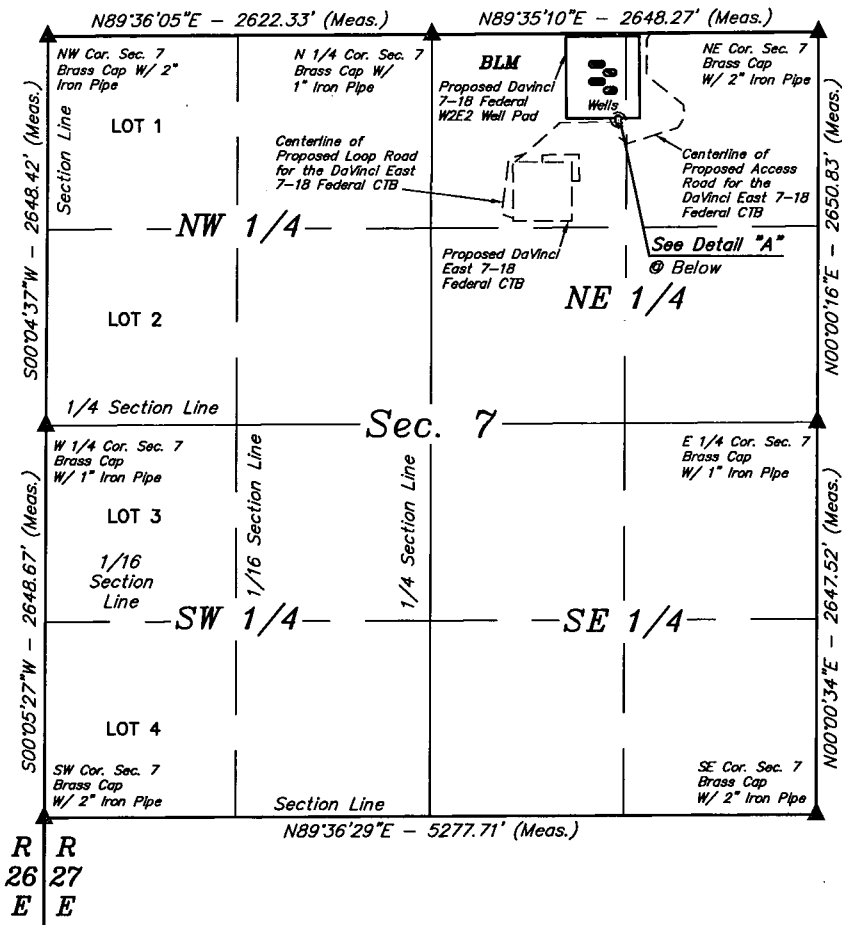 N89°36'05"E - 2622.33' (Meas.)
N89°35'10"E - 2648.27' (Meas.)
NW Cor. Sec. 7
Brass Cap W/ 2"
Iron Pipe
N 1/4 Cor. Sec. 7
Brass Cap W/
1" Iron Pipe
BLM
Proposed Davinci
7-18 Federal
W2E2 Well Pad
Wells
NE Cor. Sec. 7
Brass Cap
W/ 2" Iron Pipe
LOT 1
Section Line
S00°04'37"W - 2648.42' (Meas.)
Centerline of
Proposed Loop Road
for the DaVinci East
7-18 Federal CTB
Centerline of
Proposed Access
Road for the
DaVinci East 7-18
Federal CTB
N00°00'16"E - 2650.83' (Meas.)
NW 1/4
Proposed DaVinci
East 7-18
Federal CTB
See Detail "A"
@ Below
NE 1/4
LOT 2
1/4 Section Line
Sec. 7
W 1/4 Cor. Sec. 7
Brass Cap
W/ 1" Iron Pipe
E 1/4 Cor. Sec. 7
Brass Cap
W/ 1" Iron Pipe
LOT 3
1/16
Section
Line
1/16 Section Line
1/4 Section Line
S00°05'27"W - 2648.67' (Meas.)
N00°00'34"E - 2647.52' (Meas.)
SW 1/4
SE 1/4
LOT 4
SW Cor. Sec. 7
Brass Cap
W/ 2" Iron Pipe
SE Cor. Sec. 7
Brass Cap
W/ 2" Iron Pipe
Section Line
N89°36'29"E - 5277.71' (Meas.)
R R
26 27
E E